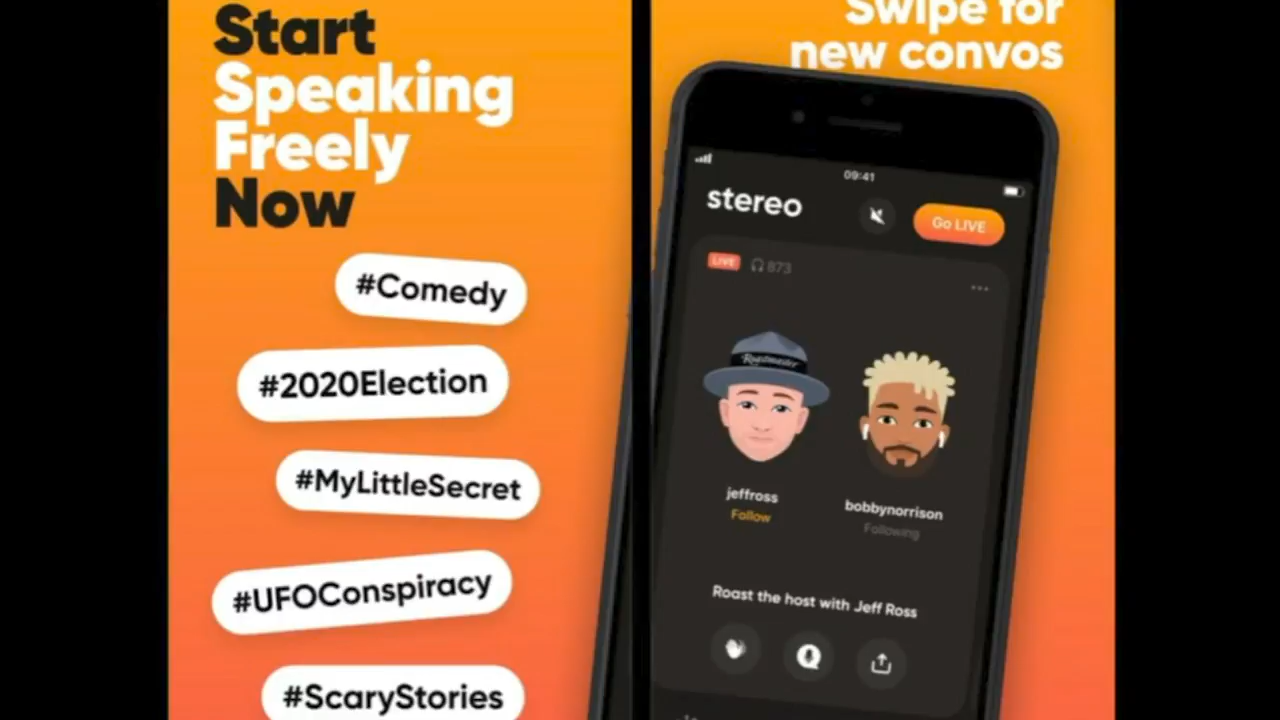 Start
Speaking
Freely
Now
#Comedy
#2020Election
#MyLittleSecret
#UFOConspiracy
#ScaryStories
Swipe for
new convos
09:41
stereo
Go LIVE
LIVE 873
Roastmaster
jeffross
Follow
bobbynorrison
Following
Roast the host with Jeff Ross